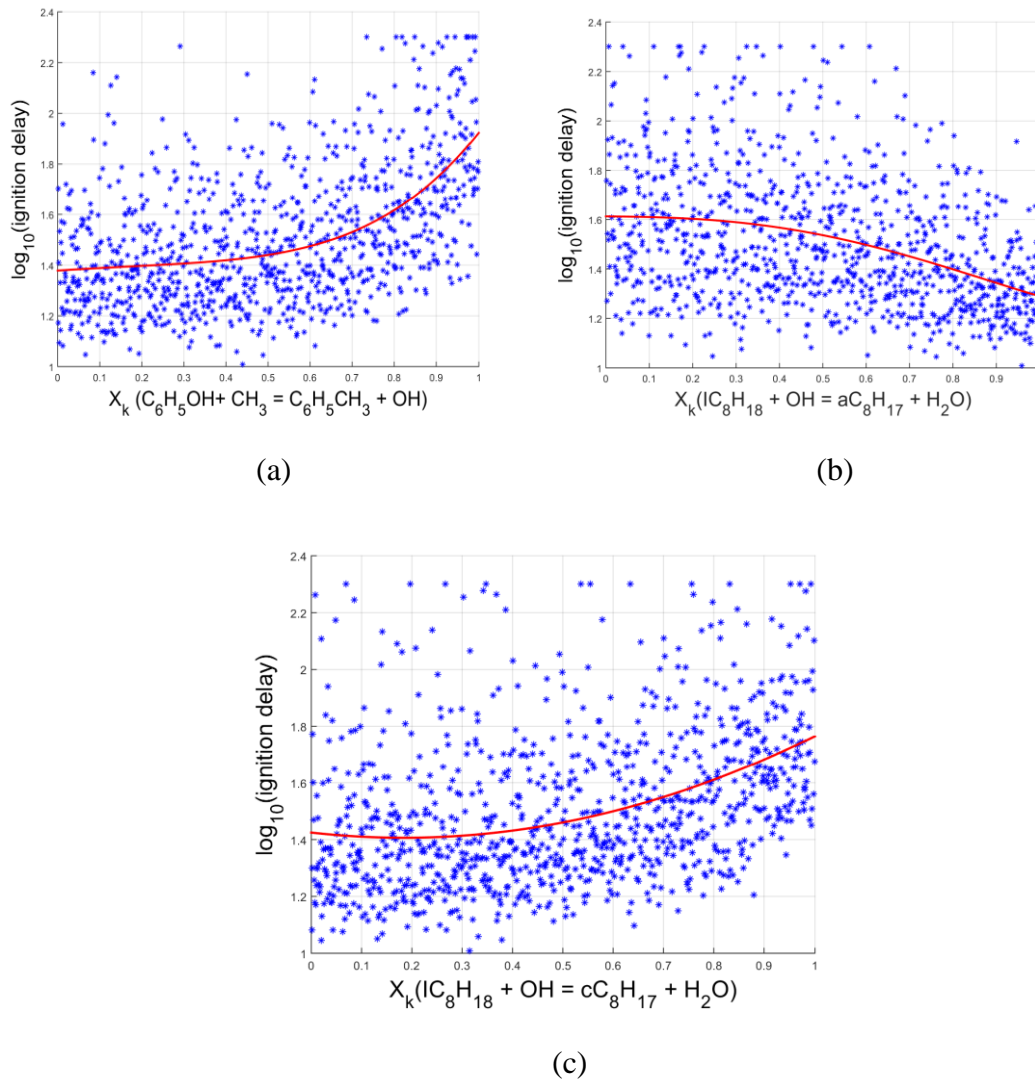 2.4
2.2
2
1.8
1.6
1.4
1.2
1
log₁₀(ignition delay)
0 0.1 0.2 0.3 0.4 0.5 0.6 0.7 0.8 0.9 1
Xₖ (C₆H₅OH+ CH₃ = C₆H₅CH₃ + OH)
(a)
2.4
2.2
2
1.8
1.6
1.4
1.2
1
log₁₀(ignition delay)
0 0.1 0.2 0.3 0.4 0.5 0.6 0.7 0.8 0.9
Xₖ(IC₈H₁₈ + OH = aC₈H₁₇ + H₂O)
(b)
2.4
2.2
2
1.8
1.6
1.4
1.2
1
log₁₀(ignition delay)
0 0.1 0.2 0.3 0.4 0.5 0.6 0.7 0.8 0.9 1
Xₖ(IC₈H₁₈ + OH = cC₈H₁₇ + H₂O)
(c)